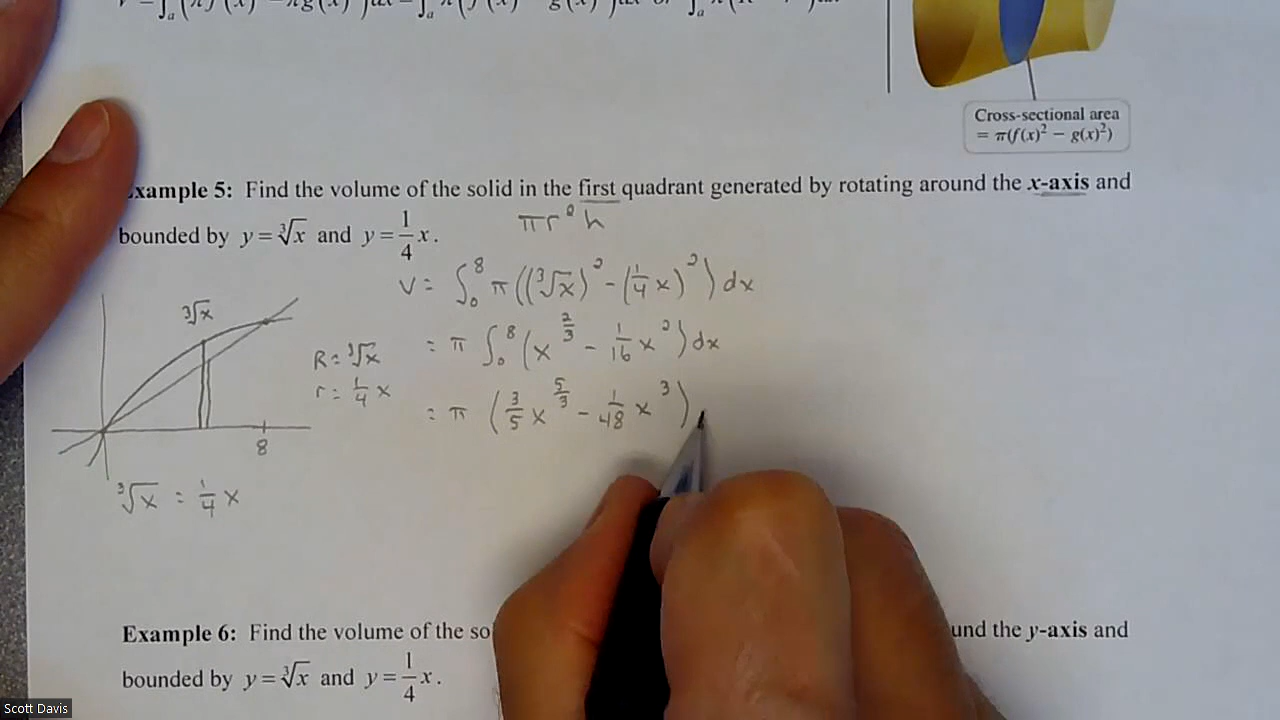 Cross-sectional area
= π(f(x)² − g(x)²)
Example 5: Find the volume of the solid in the first quadrant generated by rotating around the x-axis and
bounded by y = ∛x and y = 1/4 x.
πr²h
V = ∫₀⁸ π((∛x)² − (1/4 x)²) dx
∛x
= π ∫₀⁸ (x^(2/3) − 1/16 x²) dx
R = ∛x
r = 1/4 x
= π (3/5 x^(5/3) − 1/48 x³)
8
∛x = 1/4 x
Example 6: Find the volume of the so
und the y-axis and
bounded by y = ∛x and y = 1/4 x.
Scott Davis